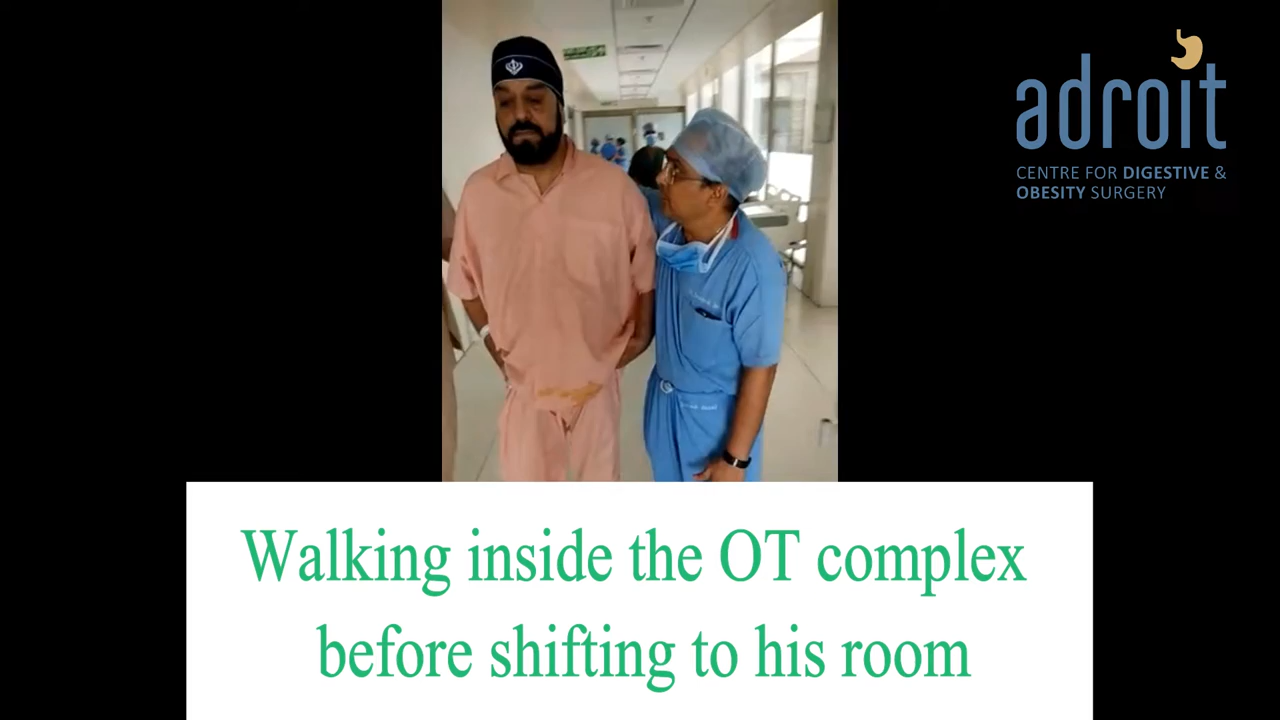 adroit
CENTRE FOR DIGESTIVE &
OBESITY SURGERY
Walking inside the OT complex
before shifting to his room